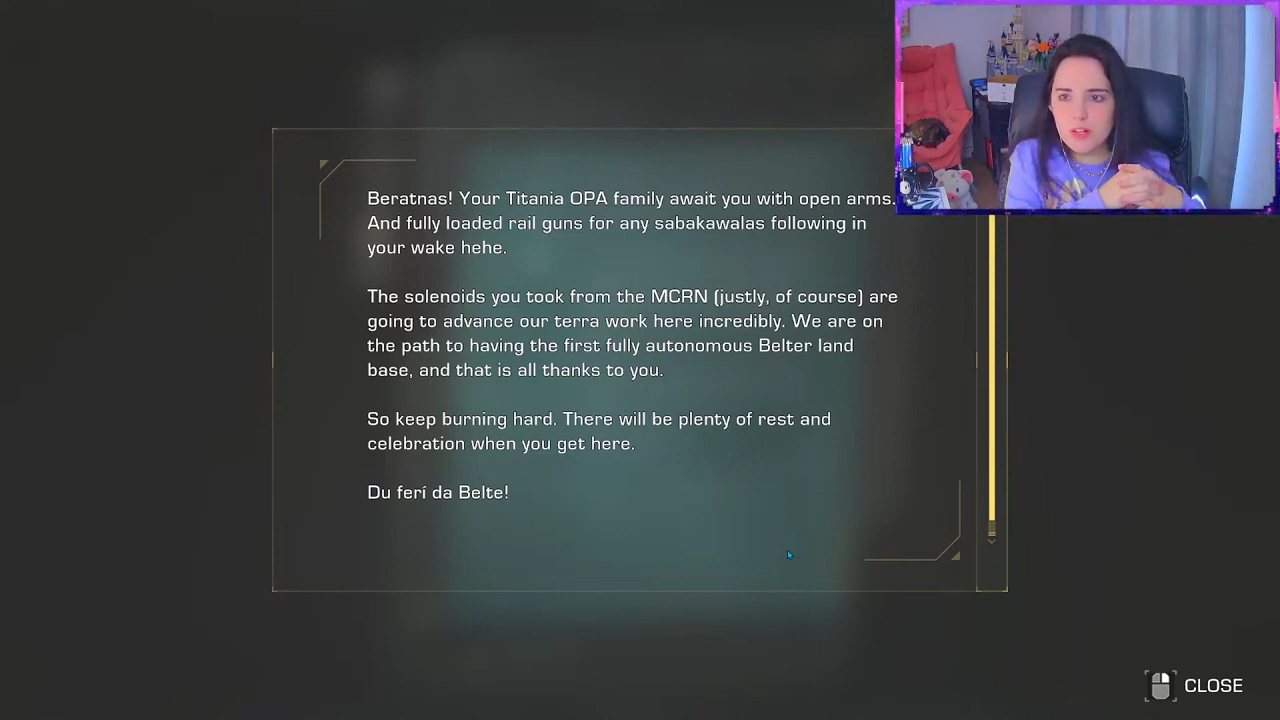 Beratnas! Your Titania OPA family await you with open arms.
And fully loaded rail guns for any sabakawalas following in
your wake hehe.
The solenoids you took from the MCRN (justly, of course) are
going to advance our terra work here incredibly. We are on
the path to having the first fully autonomous Belter land
base, and that is all thanks to you.
So keep burning hard. There will be plenty of rest and
celebration when you get here.
Du ferí da Belte!
CLOSE